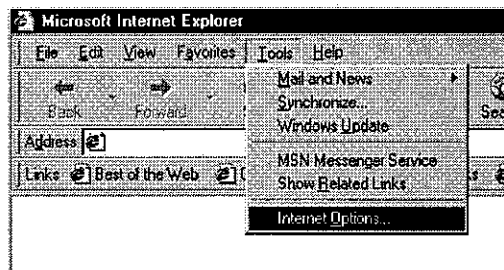 Microsoft Internet Explorer
File Edit View Favorites Tools Help
Mail and News
Back Forward
Synchronize...
Windows Update
Address
MSN Messenger Service
Links Best of the Web
Show Related Links
Internet Options...